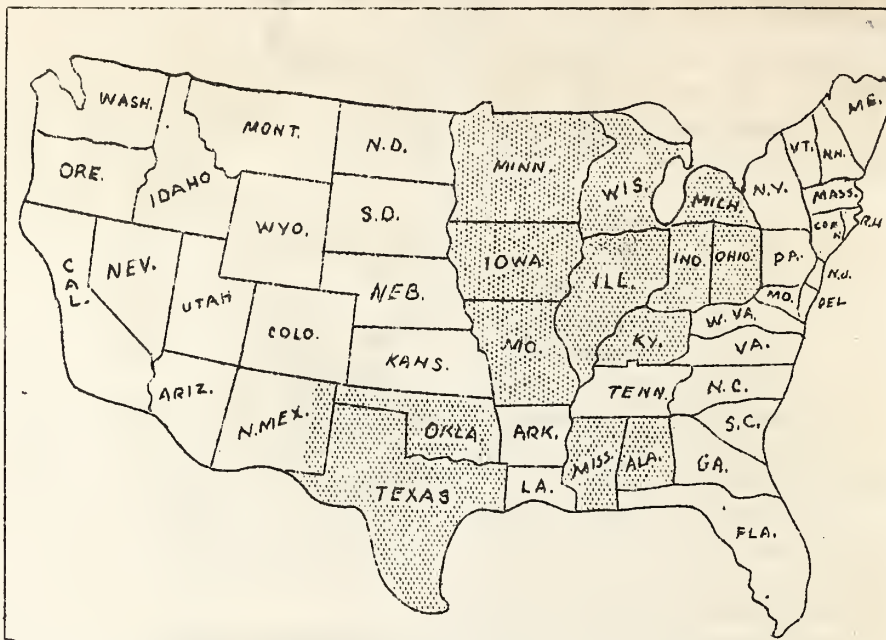 WASH.
MONT.
N.D.
MINN.
ME.
VT.
N.H.
ORE.
IDAHO
WIS.
MICH.
N.Y.
MASS.
CONN
R.I.
WYO.
S.D.
CAL.
NEV.
IOWA
ILL.
IND.
OHIO.
PA.
N.J.
UTAH
NEB.
MD.
DEL
COLO.
W. VA.
MO.
KY.
VA.
KANS.
ARIZ.
N.MEX.
TENN.
N.C.
OKLA.
ARK.
S.C.
MISS.
ALA.
GA.
TEXAS
LA.
FLA.